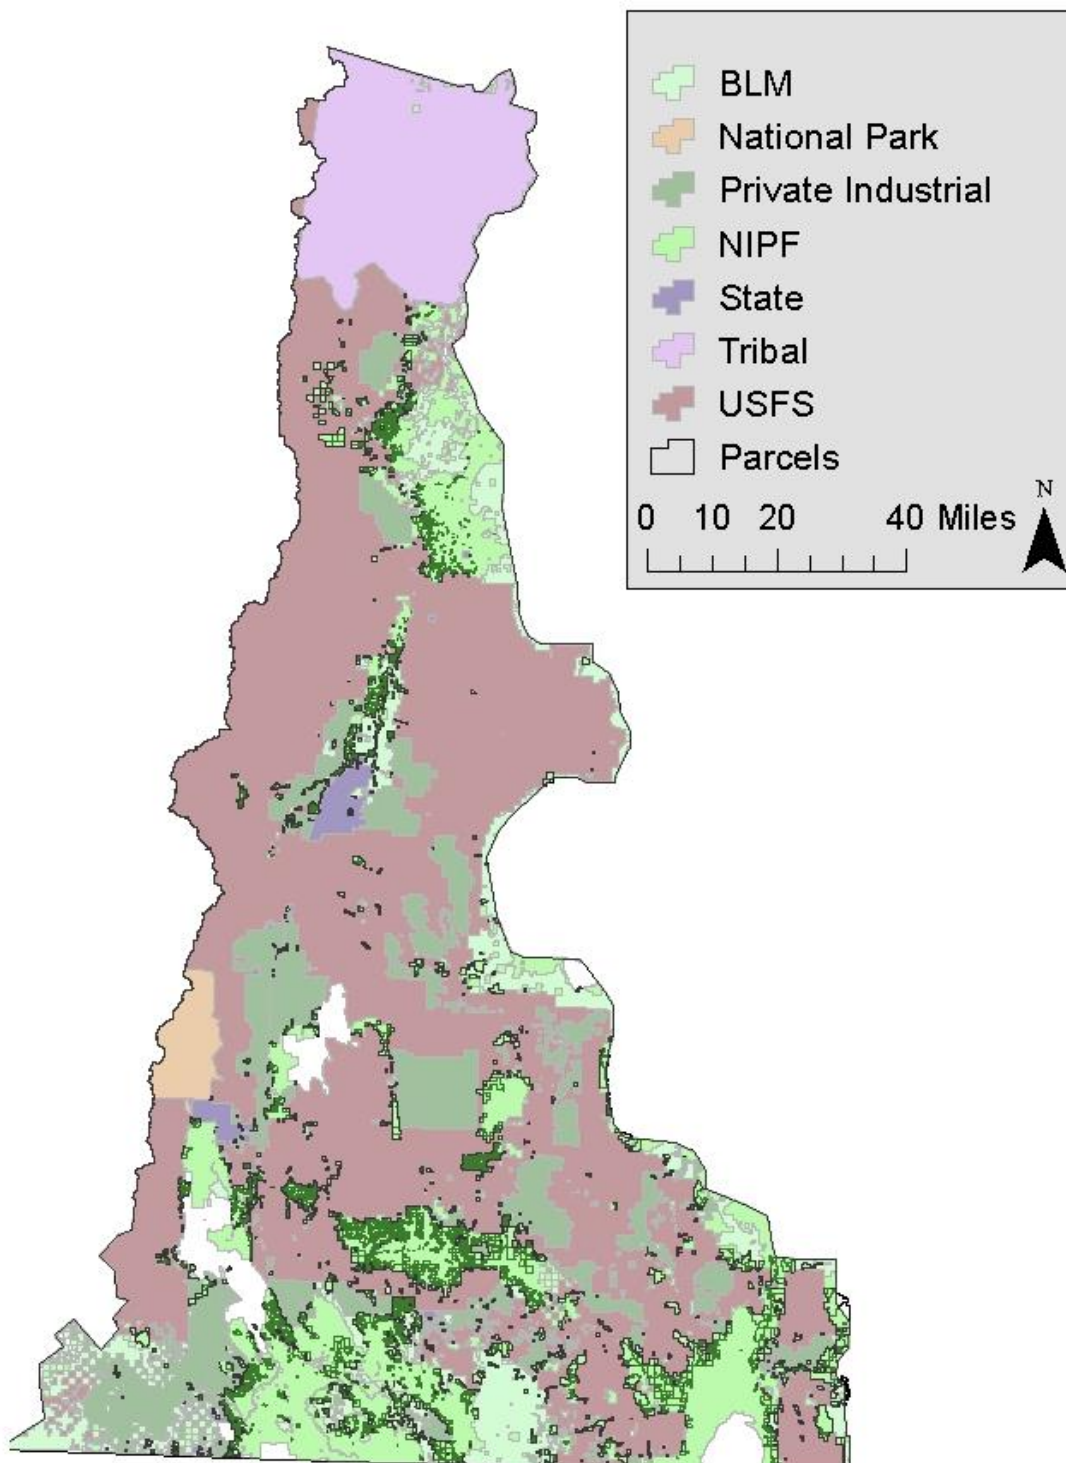 BLM
National Park
Private Industrial
NIPF
State
Tribal
USFS
Parcels
N
0 10 20 40 Miles